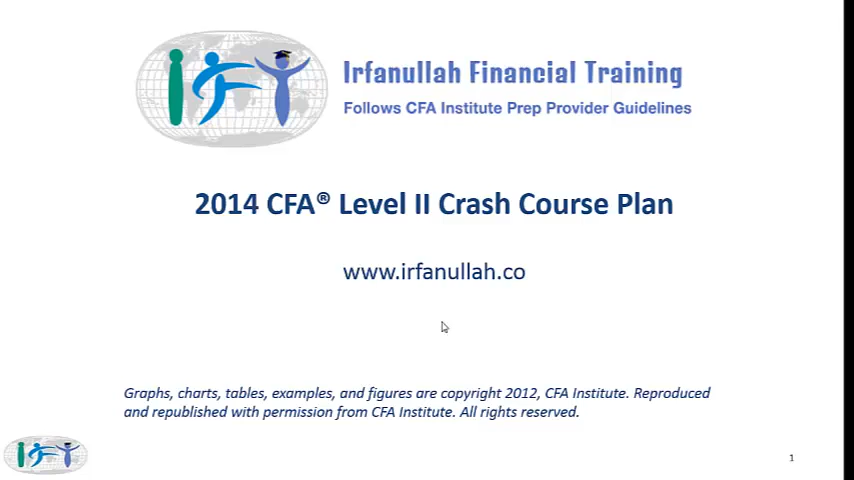 Irfanullah Financial Training
Follows CFA Institute Prep Provider Guidelines
2014 CFA® Level II Crash Course Plan
www.irfanullah.co
Graphs, charts, tables, examples, and figures are copyright 2012, CFA Institute. Reproduced
and republished with permission from CFA Institute. All rights reserved.
1